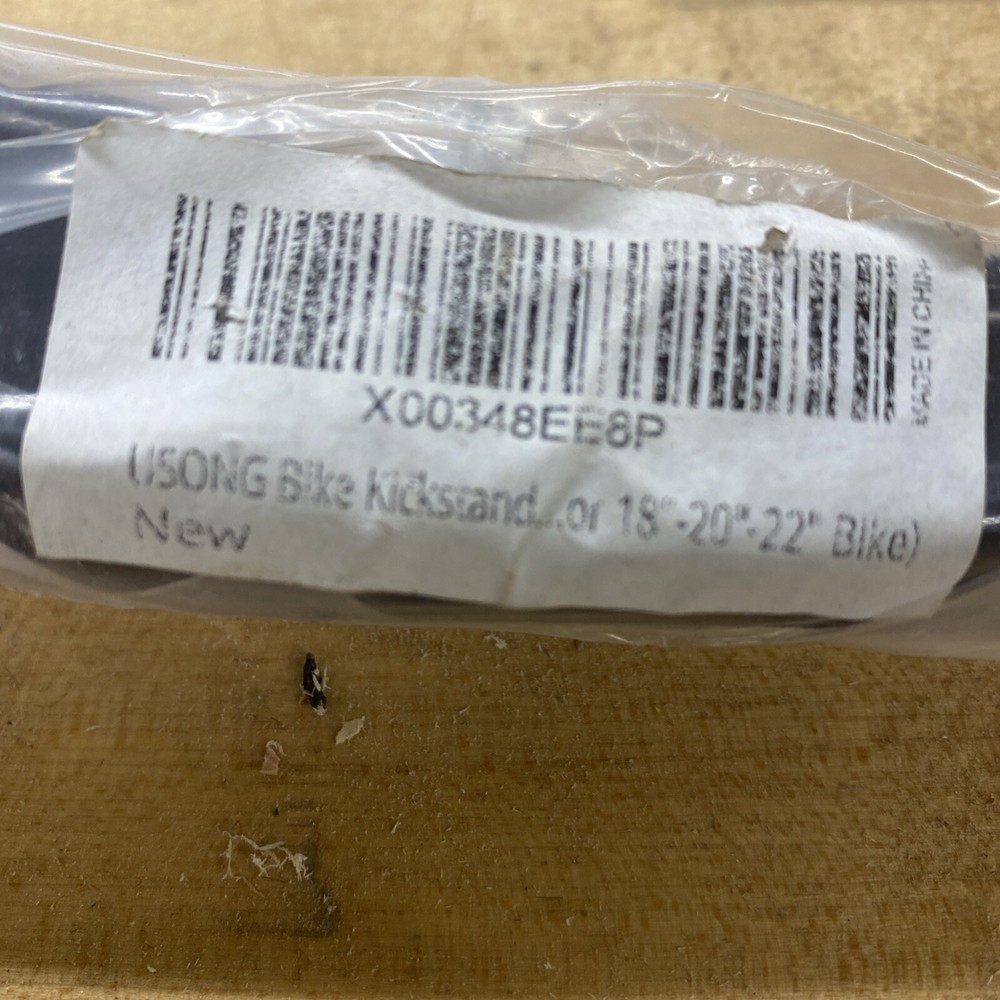 X00348EE8P
USONG Bike Kickstand...or 18"-20"-22" Bike)
New
MADE IN CHINA